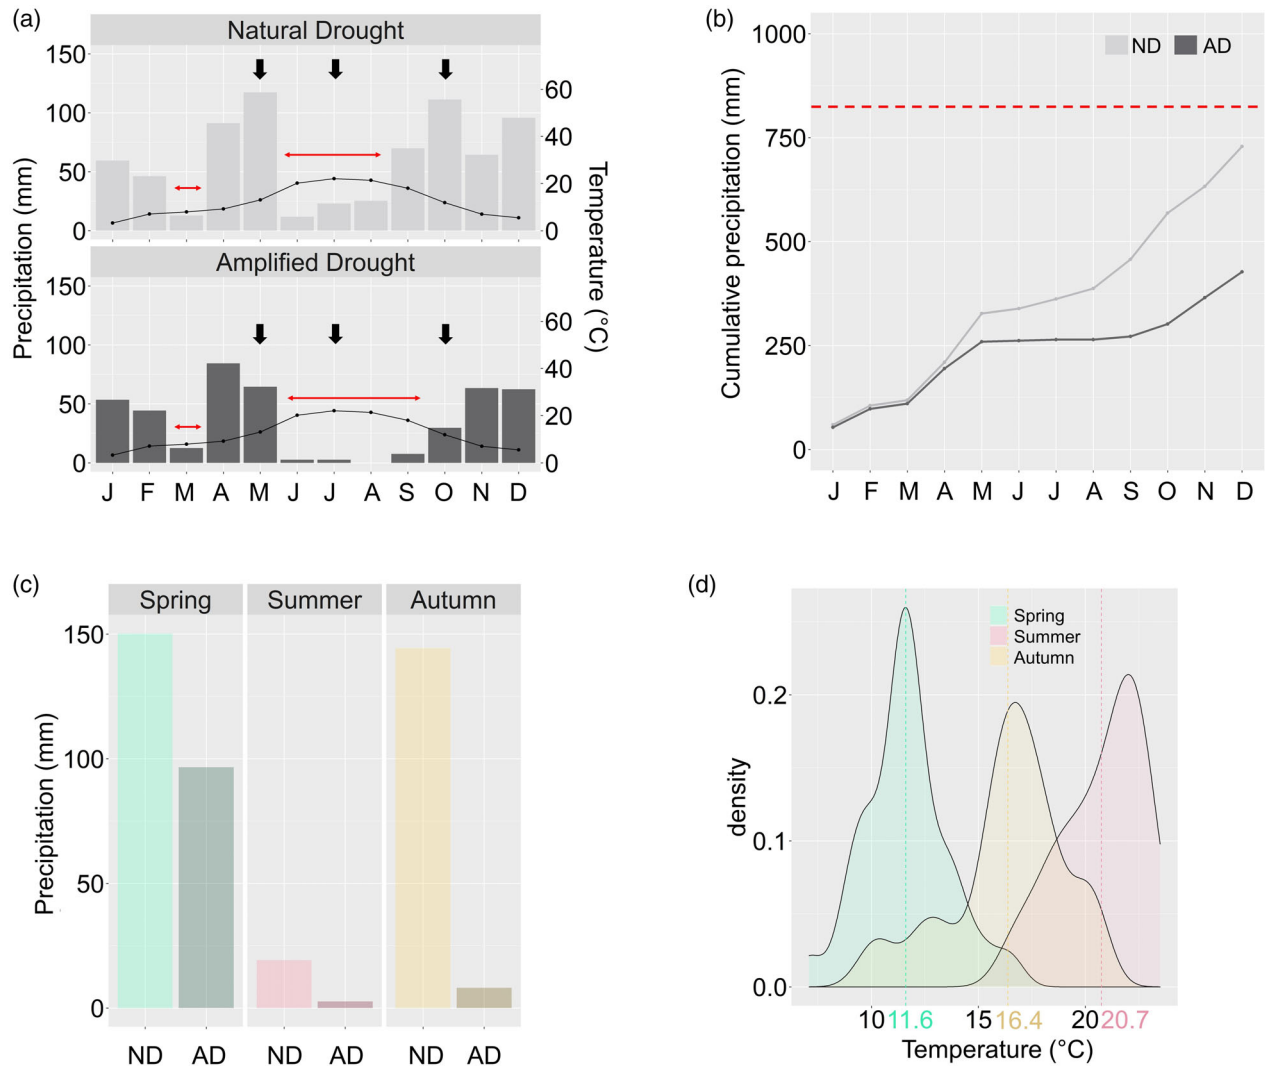 (a)
Natural Drought
150
100
50
0
60
40
20
0
Amplified Drought
150
100
50
0
60
40
20
0
Precipitation (mm)
Temperature (°C)
J F M A M J J A S O N D
(b)
ND AD
1000
750
500
250
0
Cumulative precipitation (mm)
J F M A M J J A S O N D
(c)
Spring Summer Autumn
150
100
50
0
Precipitation (mm)
ND AD ND AD ND AD
(d)
Spring
Summer
Autumn
0.2
0.1
0.0
density
10 11.6 15 16.4 20 20.7
Temperature (°C)